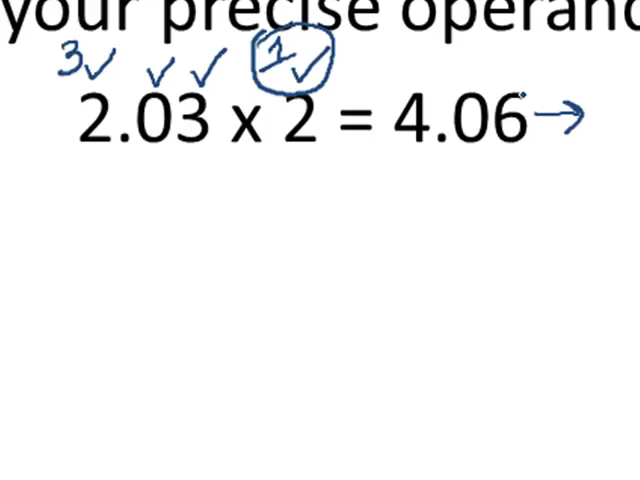 your precise operand
3✓ ✓ ✓ 1✓
2.03 x 2 = 4.06→